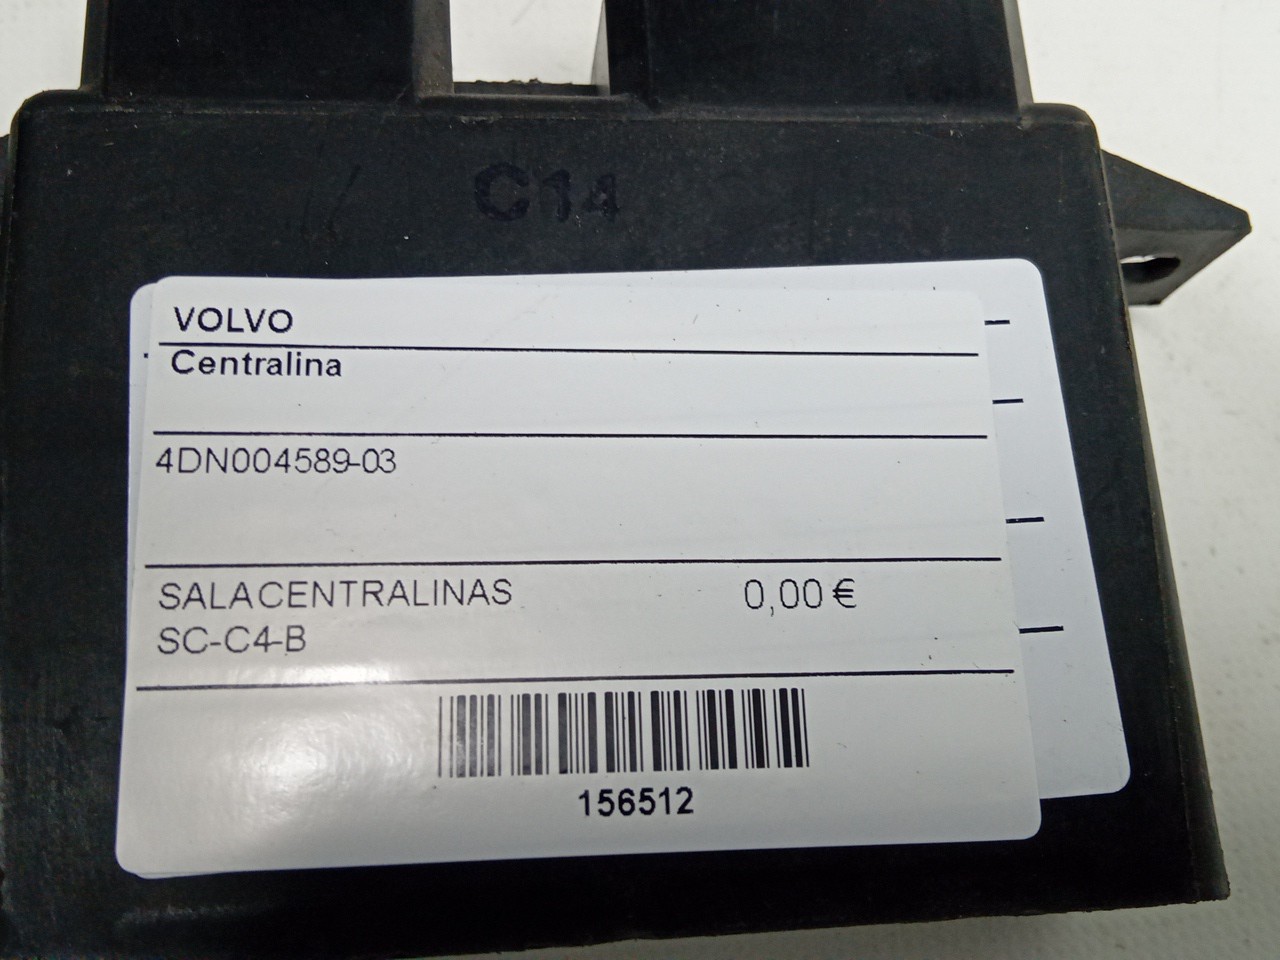 C14
VOLVO
Centralina
4DN004589-03
SALACENTRALINAS 0,00 €
SC-C4-B
156512